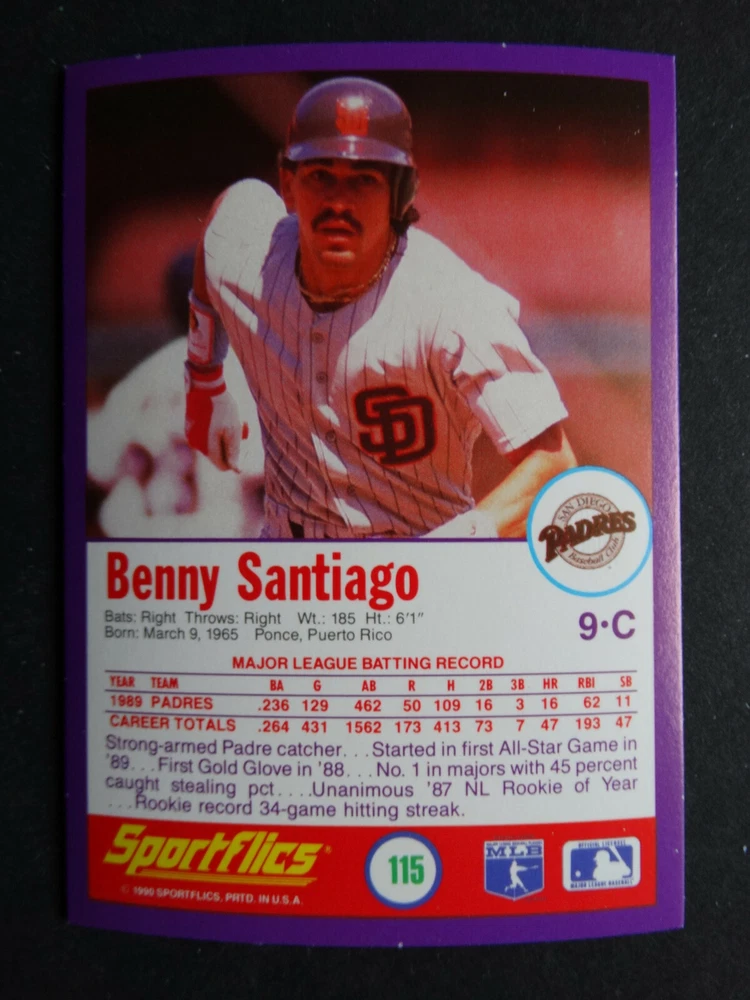 SD
SAN DIEGO
PADRES
Baseball Club
Benny Santiago
9·C
Bats: Right Throws: Right Wt.: 185 Ht.: 6'1"
Born: March 9, 1965 Ponce, Puerto Rico
MAJOR LEAGUE BATTING RECORD
YEAR TEAM BA G AB R H 2B 3B HR RBI SB
1989 PADRES .236 129 462 50 109 16 3 16 62 11
CAREER TOTALS .264 431 1562 173 413 73 7 47 193 47
Strong-armed Padre catcher. . .Started in first All-Star Game in
'89. . .First Gold Glove in '88. . .No. 1 in majors with 45 percent
caught stealing pct. . . .Unanimous '87 NL Rookie of Year
. . .Rookie record 34-game hitting streak.
Sportflics®
© 1990 SPORTFLICS, PRTD. IN U.S.A.
115
MLB
OFFICIAL LICENSEE
MAJOR LEAGUE BASEBALL